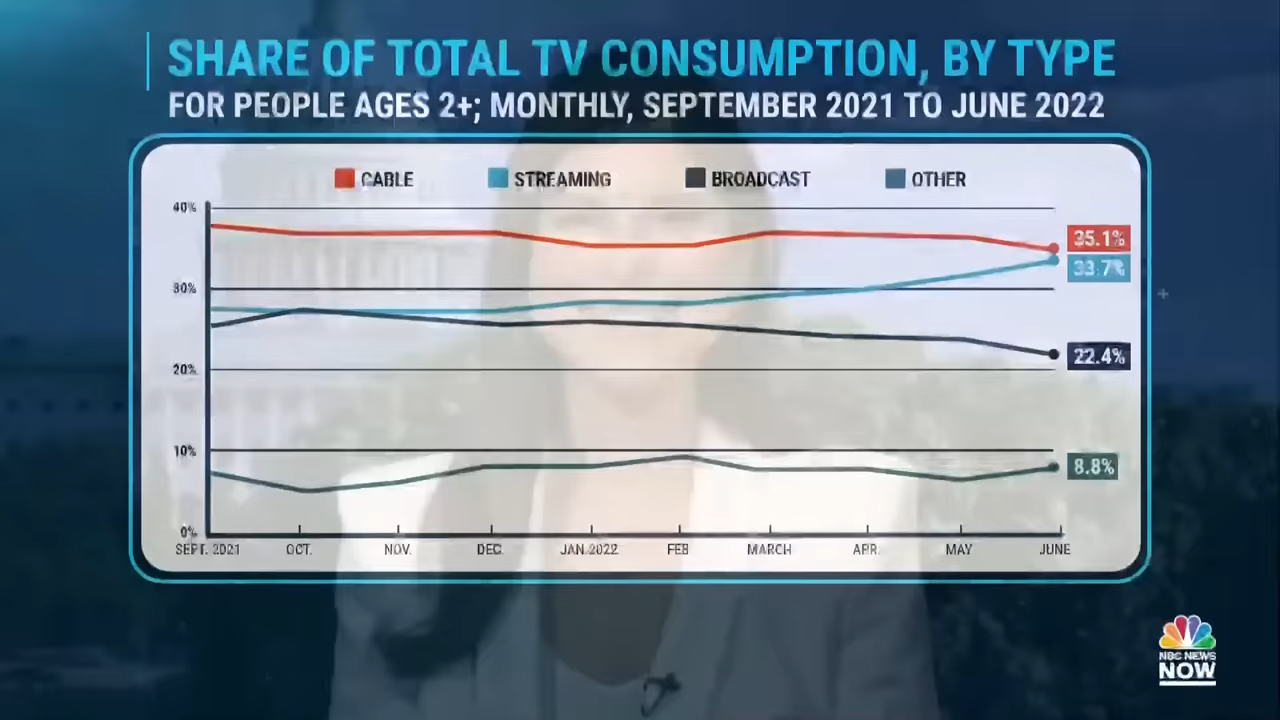 SHARE OF TOTAL TV CONSUMPTION, BY TYPE
FOR PEOPLE AGES 2+; MONTHLY, SEPTEMBER 2021 TO JUNE 2022
CABLE STREAMING BROADCAST OTHER
40%
35.1%
33.7%
30%
22.4%
20%
10%
8.8%
0%
SEPT. 2021 OCT. NOV. DEC. JAN.2022 FEB MARCH APR. MAY JUNE
NBC NEWS
NOW